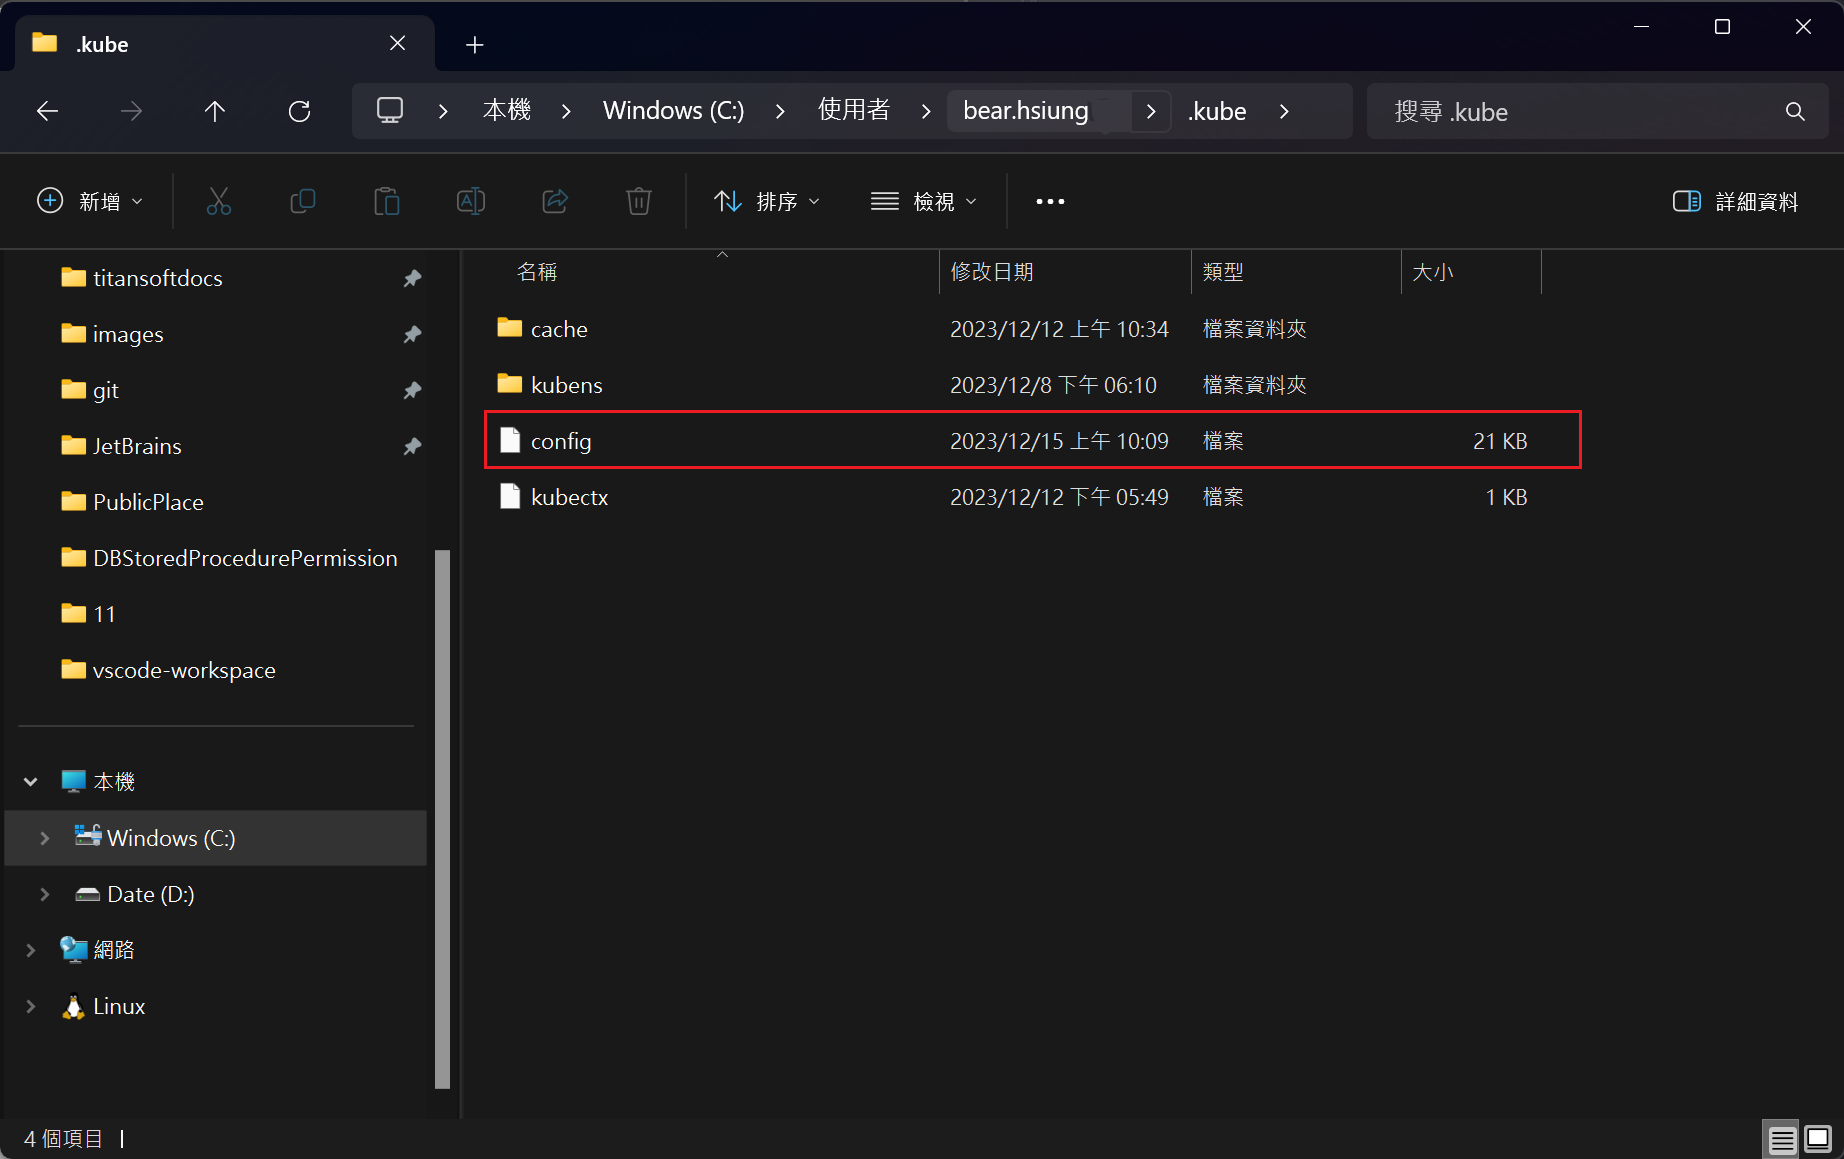 .kube
本機 Windows (C:) 使用者 bear.hsiung .kube
搜尋 .kube
新增 排序 檢視 詳細資料
名稱 修改日期 類型 大小
titansoftdocs
images
git
JetBrains
PublicPlace
DBStoredProcedurePermission
11
vscode-workspace
本機
Windows (C:)
Date (D:)
網路
Linux
cache 2023/12/12 上午 10:34 檔案資料夾
kubens 2023/12/8 下午 06:10 檔案資料夾
config 2023/12/15 上午 10:09 檔案 21 KB
kubectx 2023/12/12 下午 05:49 檔案 1 KB
4 個項目